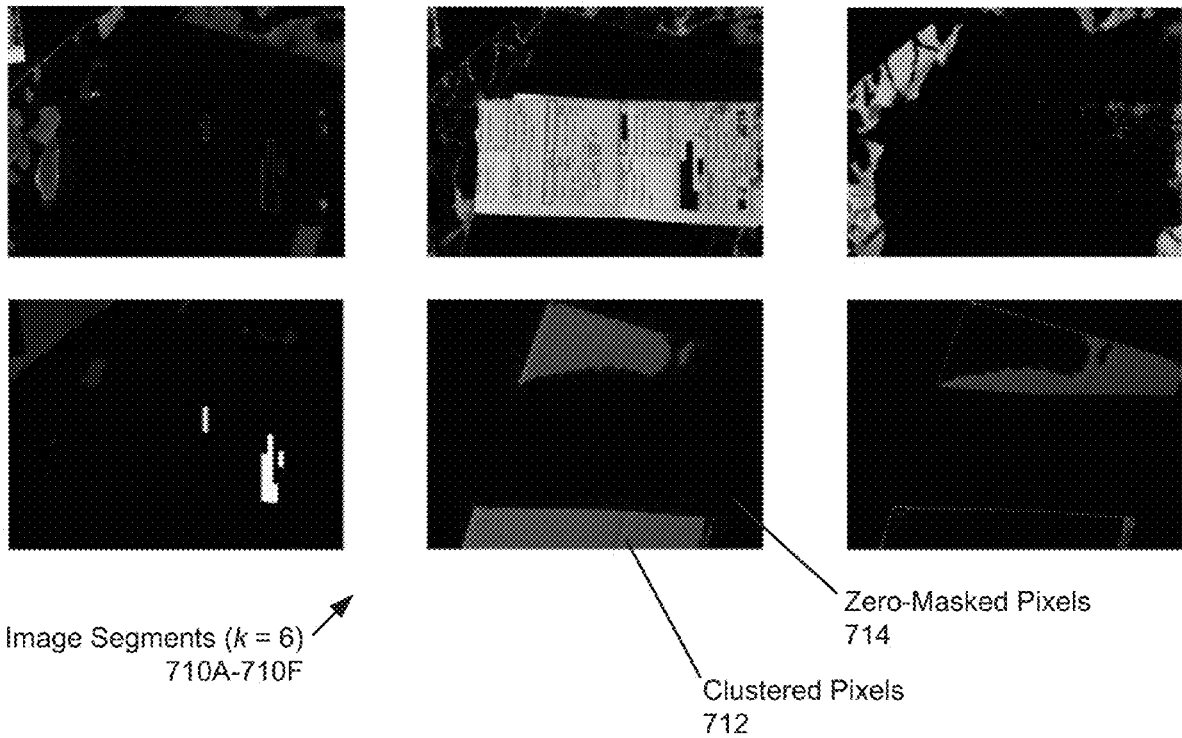 Zero-Masked Pixels
714
Image Segments (k = 6)
710A-710F
Clustered Pixels
712